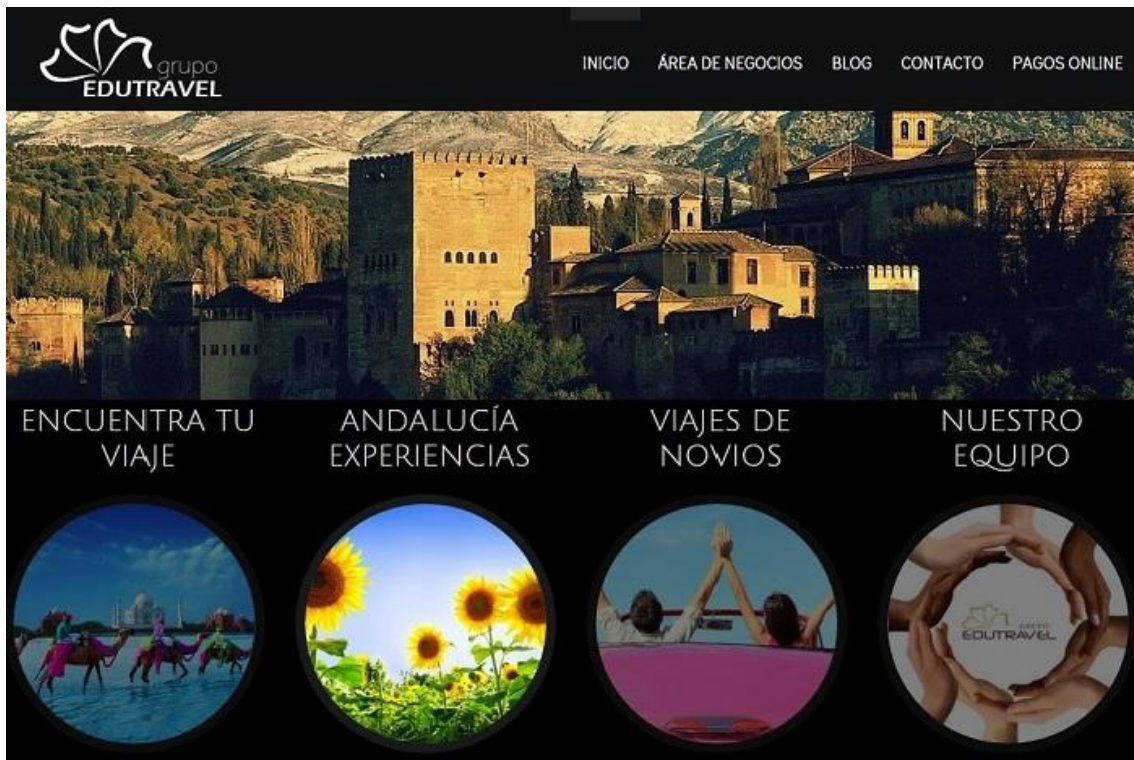 grupo
EDUTRAVEL
INICIO ÁREA DE NEGOCIOS BLOG CONTACTO PAGOS ONLINE
ENCUENTRA TU
VIAJE
ANDALUCÍA
EXPERIENCIAS
VIAJES DE
NOVIOS
NUESTRO
EQUIPO
GRUPO
EDUTRAVEL